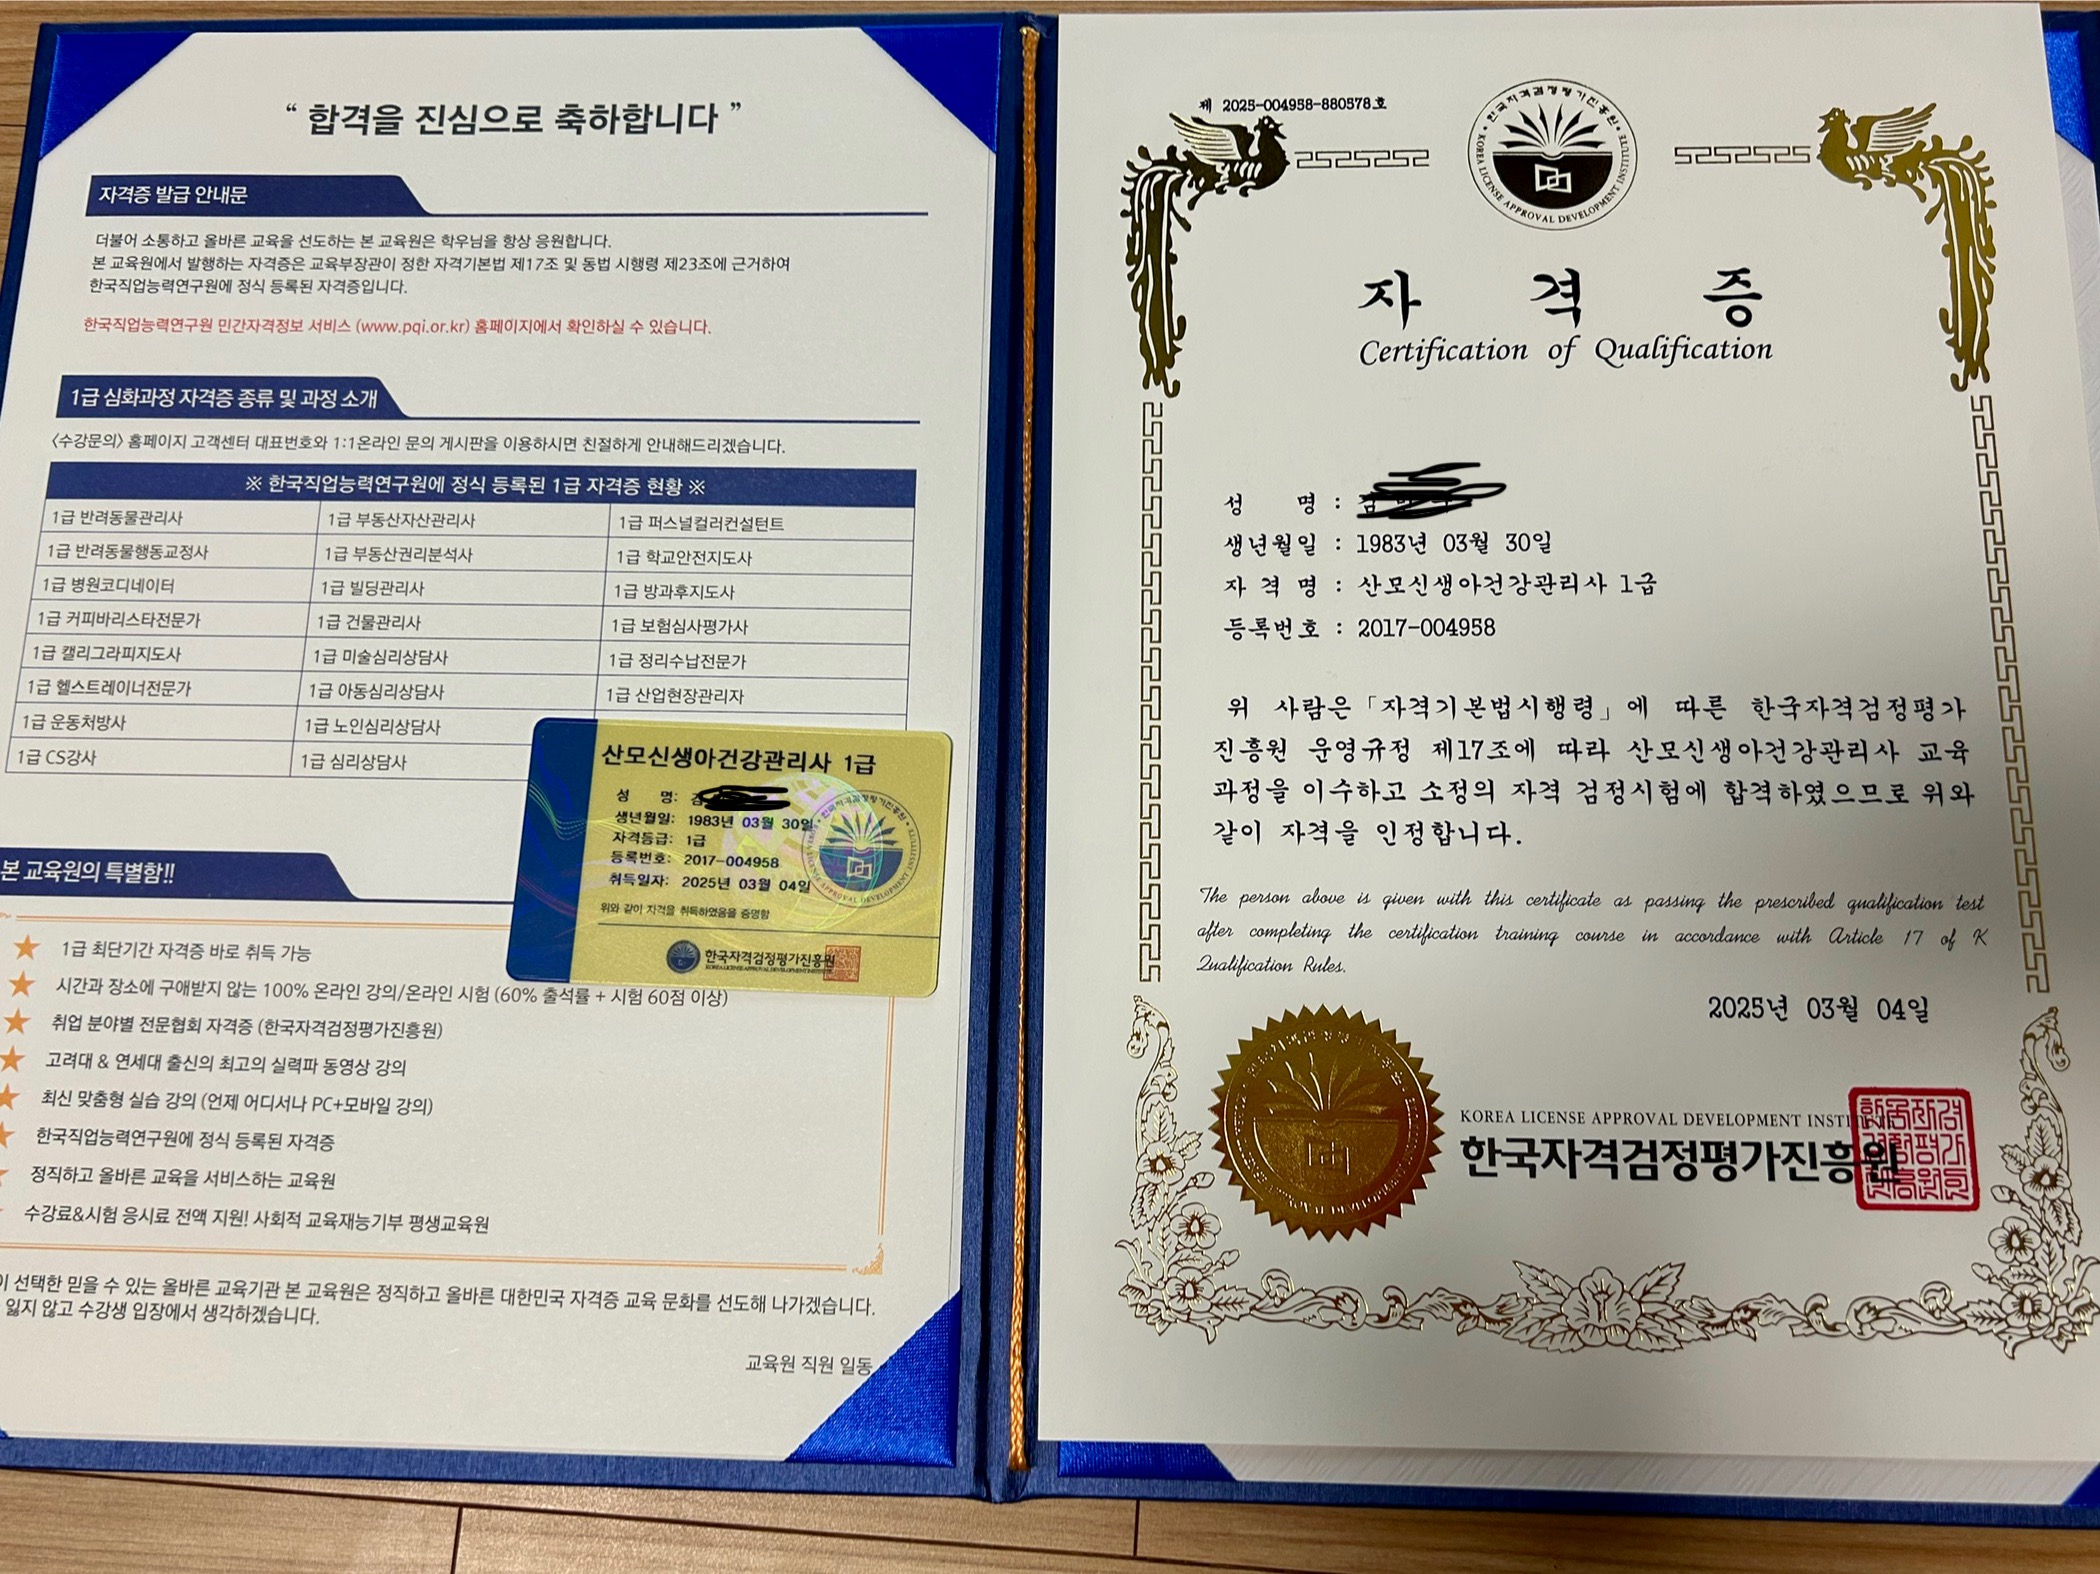 “ 합격을 진심으로 축하합니다 ”
자격증 발급 안내문
더불어 소통하고 올바른 교육을 선도하는 본 교육원은 학우님을 항상 응원합니다.
본 교육원에서 발행하는 자격증은 교육부장관이 정한 자격기본법 제17조 및 동법 시행령 제23조에 근거하여
한국직업능력연구원에 정식 등록된 자격증입니다.
한국직업능력연구원 민간자격정보 서비스 (www.pqi.or.kr) 홈페이지에서 확인하실 수 있습니다.
1급 심화과정 자격증 종류 및 과정 소개
<수강문의> 홈페이지 고객센터 대표번호와 1:1온라인 문의 게시판을 이용하시면 친절하게 안내해드리겠습니다.
※ 한국직업능력연구원에 정식 등록된 1급 자격증 현황 ※
1급 반려동물관리사 1급 부동산자산관리사 1급 퍼스널컬러컨설턴트
1급 반려동물행동교정사 1급 부동산권리분석사 1급 학교안전지도사
1급 병원코디네이터 1급 빌딩관리사 1급 방과후지도사
1급 커피바리스타전문가 1급 건물관리사 1급 보험심사평가사
1급 캘리그라피지도사 1급 미술심리상담사 1급 정리수납전문가
1급 헬스트레이너전문가 1급 아동심리상담사 1급 산업현장관리자
1급 운동처방사 1급 노인심리상담사
1급 CS강사 1급 심리상담사
산모신생아건강관리사 1급
성 명:
생년월일: 1983년 03월 30일
자격등급: 1급
등록번호: 2017-004958
취득일자: 2025년 03월 04일
위와 같이 자격을 취득하였음을 증명함
한국자격검정평가진흥원
KOREA LICENSE APPROVAL DEVELOPMENT INSTITUTE
본 교육원의 특별함!!
1급 최단기간 자격증 바로 취득 가능
시간과 장소에 구애받지 않는 100% 온라인 강의/온라인 시험 (60% 출석률 + 시험 60점 이상)
취업 분야별 전문협회 자격증 (한국자격검정평가진흥원)
고려대 & 연세대 출신의 최고의 실력파 동영상 강의
최신 맞춤형 실습 강의 (언제 어디서나 PC+모바일 강의)
한국직업능력연구원에 정식 등록된 자격증
정직하고 올바른 교육을 서비스하는 교육원
수강료&시험 응시료 전액 지원! 사회적 교육재능기부 평생교육원
선택한 믿을 수 있는 올바른 교육기관 본 교육원은 정직하고 올바른 대한민국 자격증 교육 문화를 선도해 나가겠습니다.
잃지 않고 수강생 입장에서 생각하겠습니다.
교육원 직원 일동
제 2025-004958-880578호
한국자격검정평가진흥원
KOREA LICENSE APPROVAL DEVELOPMENT INSTITUTE
자 격 증
Certification of Qualification
성 명 :
생년월일 : 1983년 03월 30일
자 격 명 : 산모신생아건강관리사 1급
등록번호 : 2017-004958
위 사람은 「자격기본법시행령」에 따른 한국자격검정평가
진흥원 운영규정 제17조에 따라 산모신생아건강관리사 교육
과정을 이수하고 소정의 자격 검정시험에 합격하였으므로 위와
같이 자격을 인정합니다.
The person above is given with this certificate as passing the prescribed qualification test
after completing the certification training course in accordance with Article 17 of K
Qualification Rules.
2025년 03월 04일
KOREA LICENSE APPROVAL DEVELOPMENT INSTITUTE
한국자격검정평가진흥원